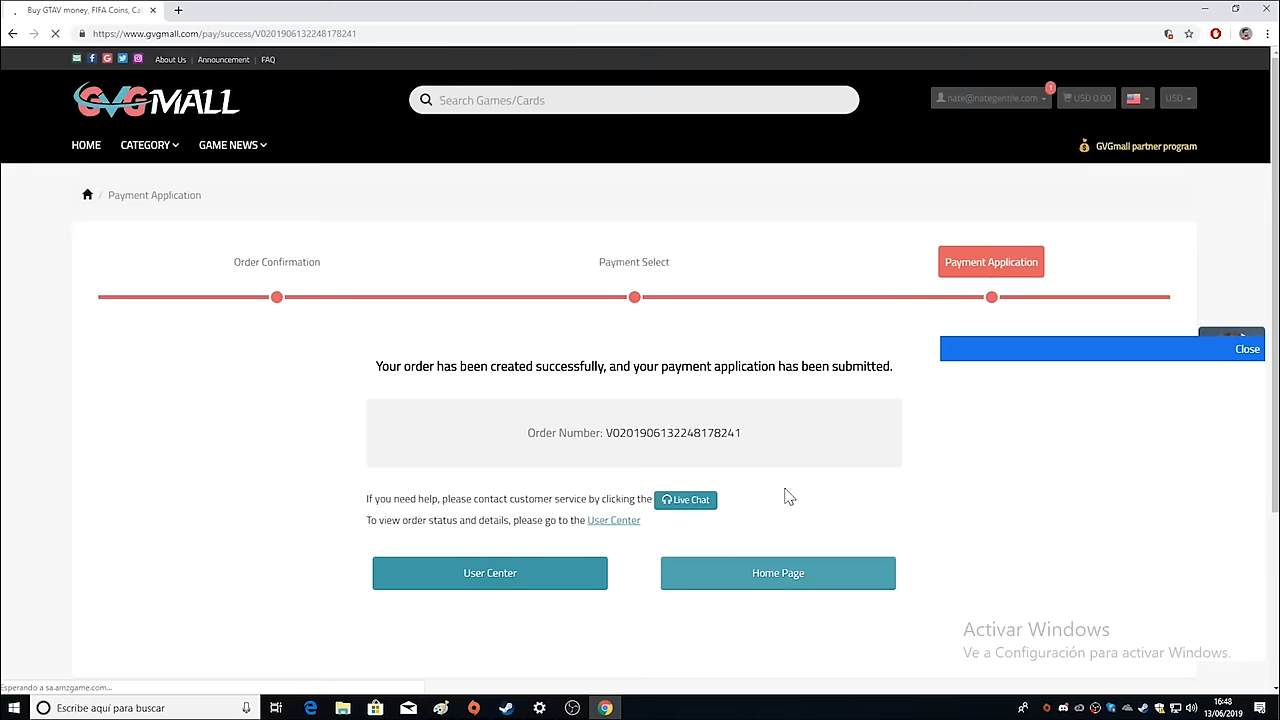 Buy GTAV money, FIFA Coins, Ca
https://www.gvgmall.com/pay/success/V0201906132248178241
About Us | Announcement | FAQ
GVGMALL
Search Games/Cards
nate@nategentile.com
1
USD 0.00
USD
HOME
CATEGORY
GAME NEWS
GVGmall partner program
/ Payment Application
Order Confirmation
Payment Select
Payment Application
Close
Your order has been created successfully, and your payment application has been submitted.
Order Number: V0201906132248178241
If you need help, please contact customer service by clicking the Live Chat
To view order status and details, please go to the User Center
User Center
Home Page
Activar Windows
Ve a Configuración para activar Windows.
Esperando a sa.amzgame.com...
Escribe aquí para buscar
16:48
13/06/2019